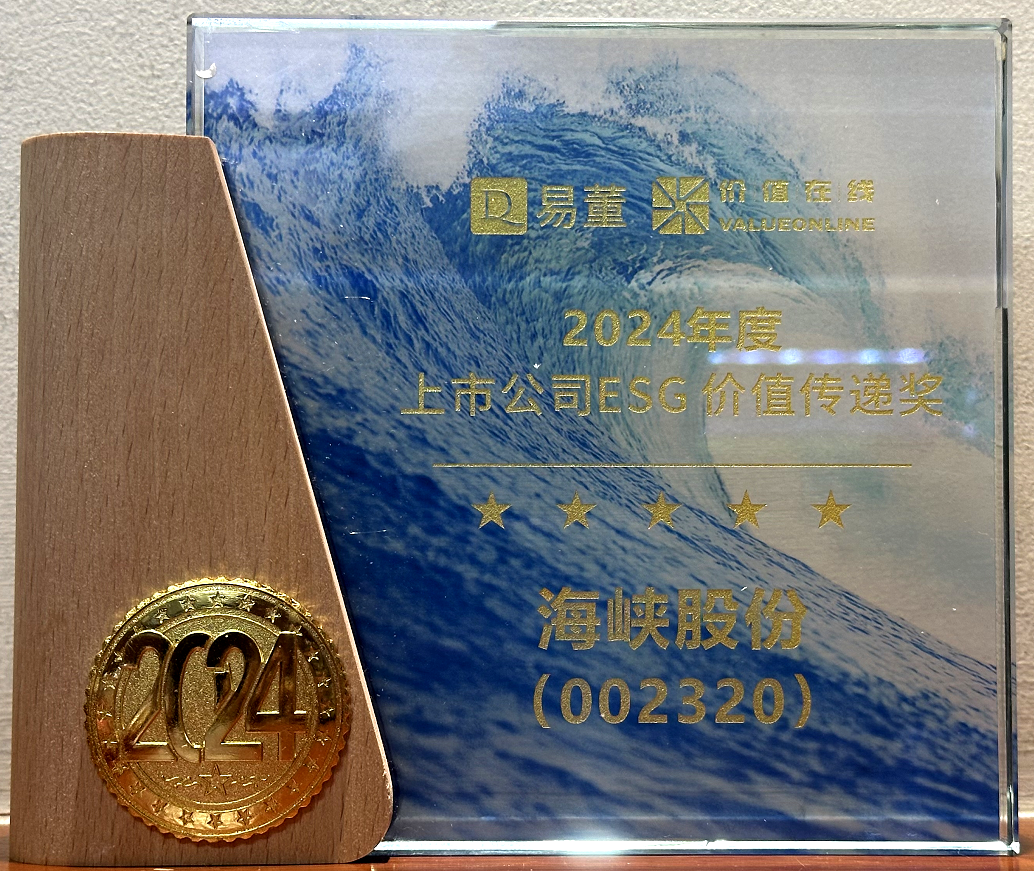 易董 价值在线
VALUEONLINE
2024年度
上市公司ESG 价值传递奖
海峡股份
(002320)
2024